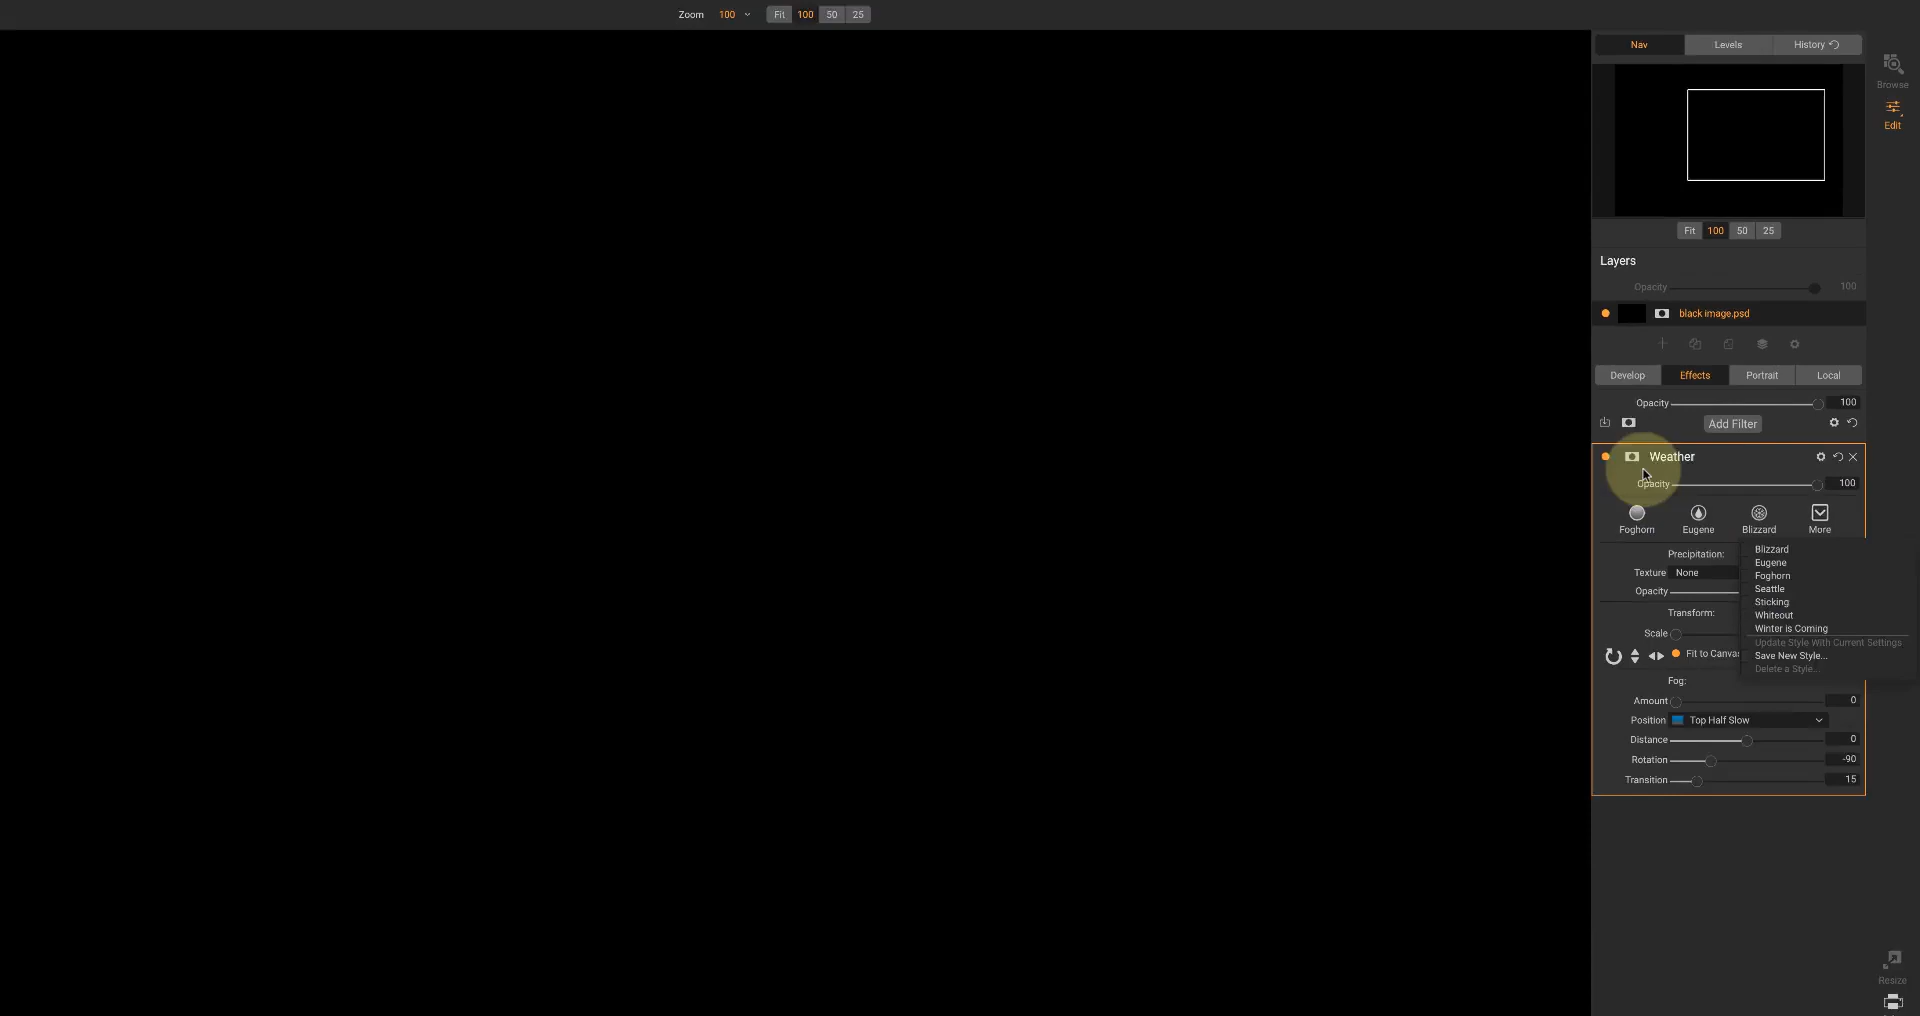 Zoom 100 Fit 100 50 25
Nav Levels History
Browse
Edit
Fit 100 50 25
Layers
Opacity 100
black image.psd
Develop Effects Portrait Local
Opacity 100
Add Filter
Weather
Opacity 100
Foghorn Eugene Blizzard More
Precipitation:
Texture None
Opacity
Transform:
Scale
Fit to Canvas
Blizzard
Eugene
Foghorn
Seattle
Sticking
Whiteout
Winter is Coming
Update Style With Current Settings
Save New Style...
Delete a Style...
Fog:
Amount 0
Position Top Half Slow
Distance 0
Rotation -90
Transition 15
Resize